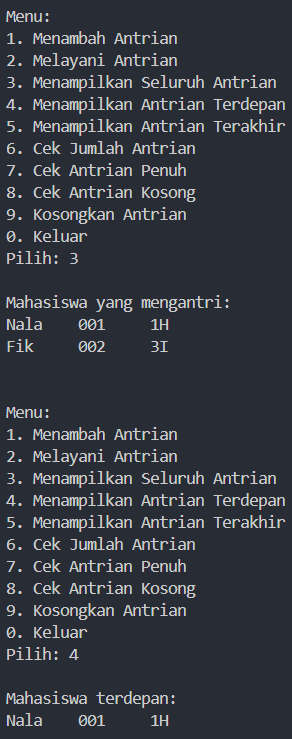 Menu:
1. Menambah Antrian
2. Melayani Antrian
3. Menampilkan Seluruh Antrian
4. Menampilkan Antrian Terdepan
5. Menampilkan Antrian Terakhir
6. Cek Jumlah Antrian
7. Cek Antrian Penuh
8. Cek Antrian Kosong
9. Kosongkan Antrian
0. Keluar
Pilih: 3
Mahasiswa yang mengantri:
Nala 001 1H
Fik 002 3I
Menu:
1. Menambah Antrian
2. Melayani Antrian
3. Menampilkan Seluruh Antrian
4. Menampilkan Antrian Terdepan
5. Menampilkan Antrian Terakhir
6. Cek Jumlah Antrian
7. Cek Antrian Penuh
8. Cek Antrian Kosong
9. Kosongkan Antrian
0. Keluar
Pilih: 4
Mahasiswa terdepan:
Nala 001 1H